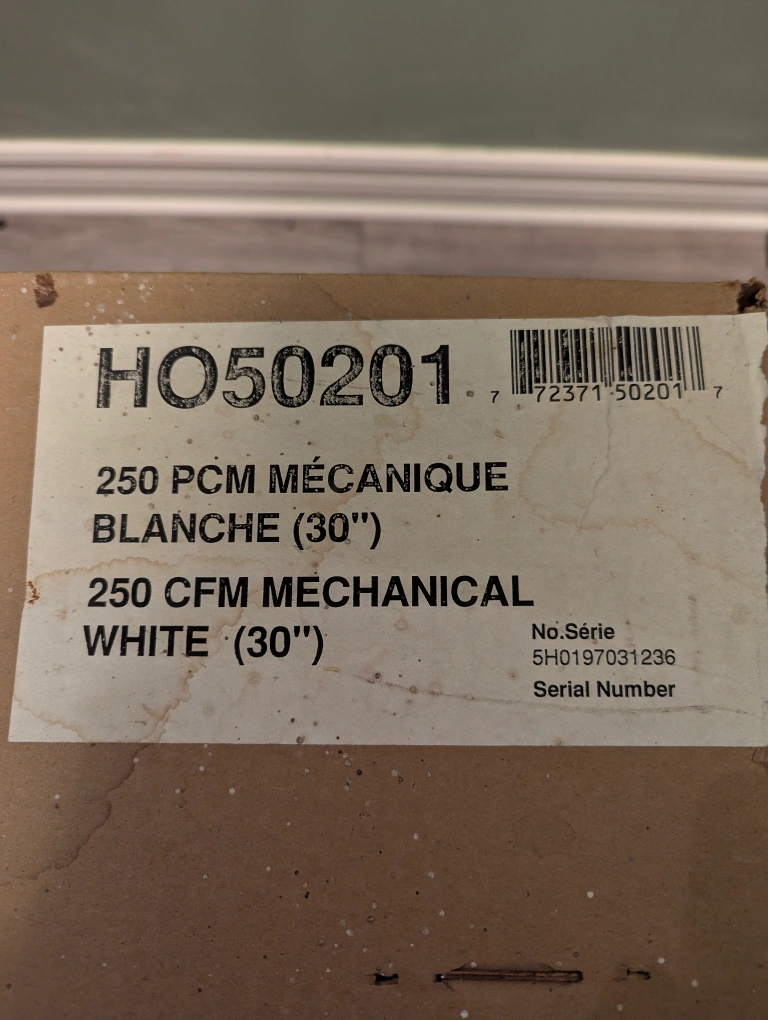 HO50201
7 72371 50201 7
250 PCM MÉCANIQUE
BLANCHE (30")
250 CFM MECHANICAL
WHITE (30")
No.Série
5H0197031236
Serial Number